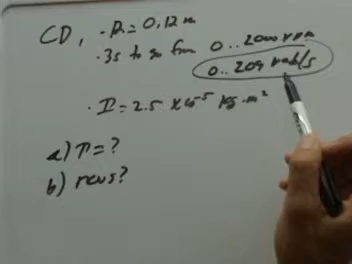 CD, · R = 0,12 m
· 3s to go from 0..2000 rpm
0..209 rad/s
· I = 2.5 x 10^-5 kg·m²
a) τ = ?
b) revs?